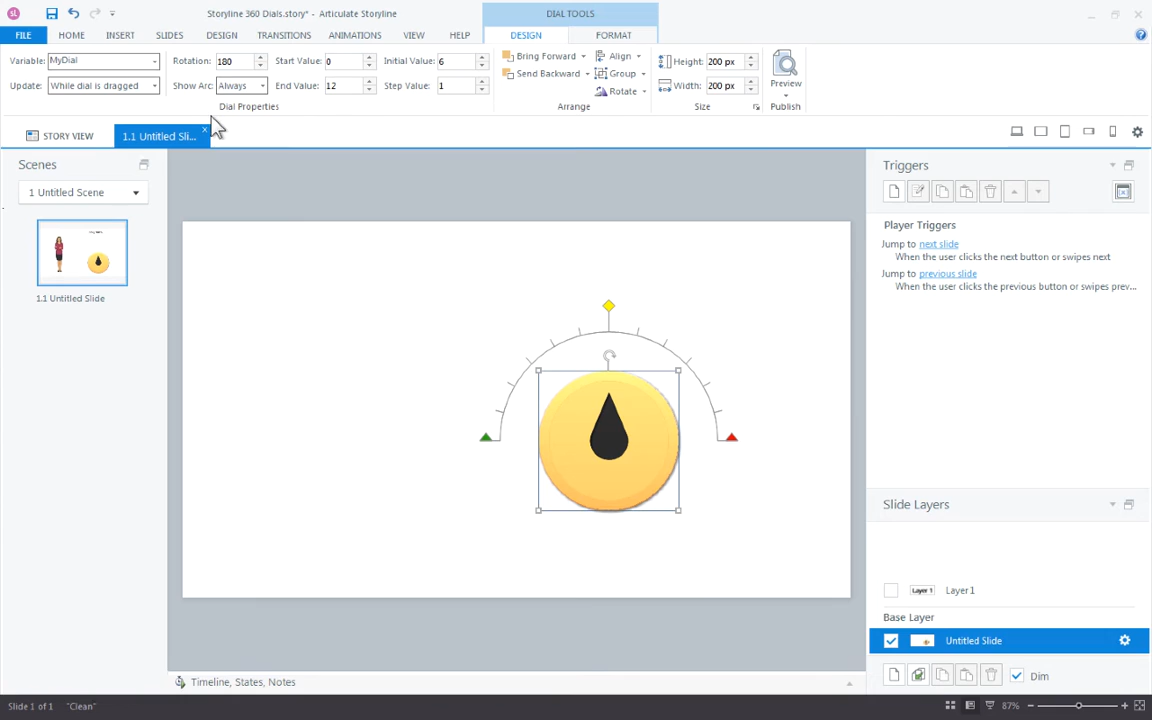 sl
Storyline 360 Dials.story* - Articulate Storyline
DIAL TOOLS
FILE HOME INSERT SLIDES DESIGN TRANSITIONS ANIMATIONS VIEW HELP DESIGN FORMAT
Variable: MyDial Rotation: 180 Start Value: 0 Initial Value: 6 Bring Forward Align Height: 200 px
Update: While dial is dragged Show Arc: Always End Value: 12 Step Value: 1 Send Backward Group Width: 200 px Preview
Rotate
Dial Properties Arrange Size Publish
STORY VIEW 1.1 Untitled Sli...
Scenes
1 Untitled Scene
1.1 Untitled Slide
Triggers
Player Triggers
Jump to next slide
When the user clicks the next button or swipes next
Jump to previous slide
When the user clicks the previous button or swipes prev...
Slide Layers
Layer 1 Layer 1
Base Layer
Untitled Slide
Dim
Timeline, States, Notes
Slide 1 of 1 "Clean" 87%